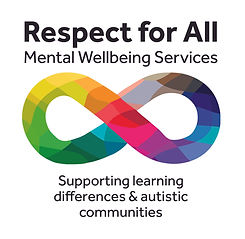 Respect for All
Mental Wellbeing Services
Supporting learning
differences & autistic
communities